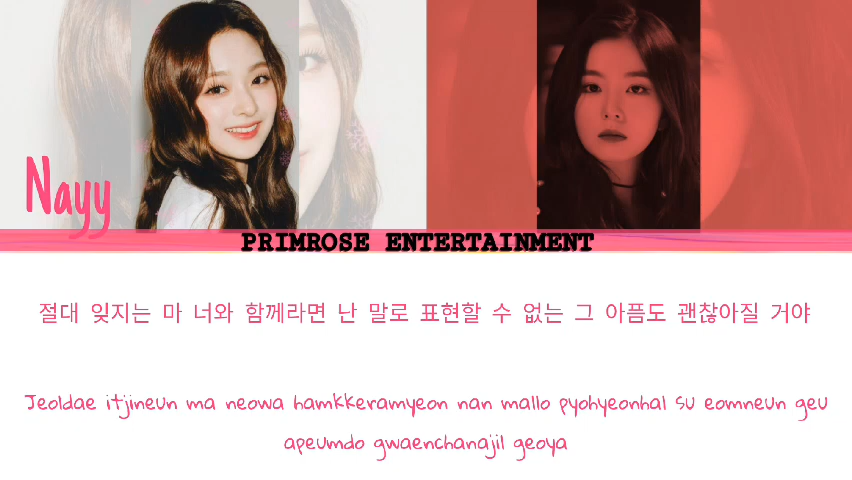 Nayy
PRIMROSE ENTERTAINMENT
절대 잊지는 마 너와 함께라면 난 말로 표현할 수 없는 그 아픔도 괜찮아질 거야
Jeoldae itjineun ma neowa hamkkeramyeon nan mallo pyohyeonhal su eomneun geu
apeumdo gwaenchanajil geoya